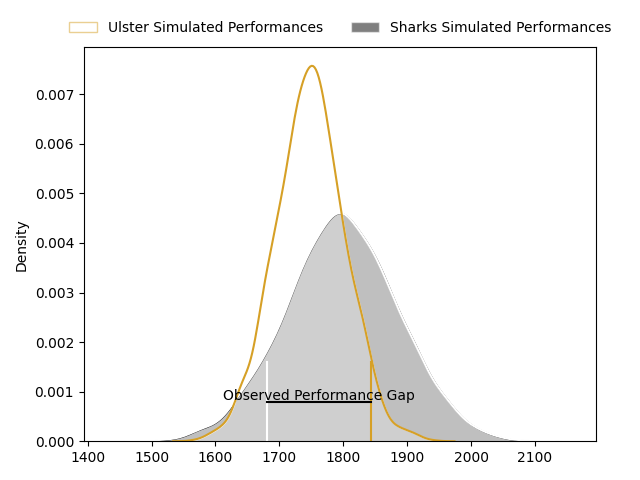 Ulster Simulated Performances Sharks Simulated Performances
0.007
0.006
0.005
0.004
0.003
0.002
0.001
0.000
Density
Observed Performance Gap
1400 1500 1600 1700 1800 1900 2000 2100